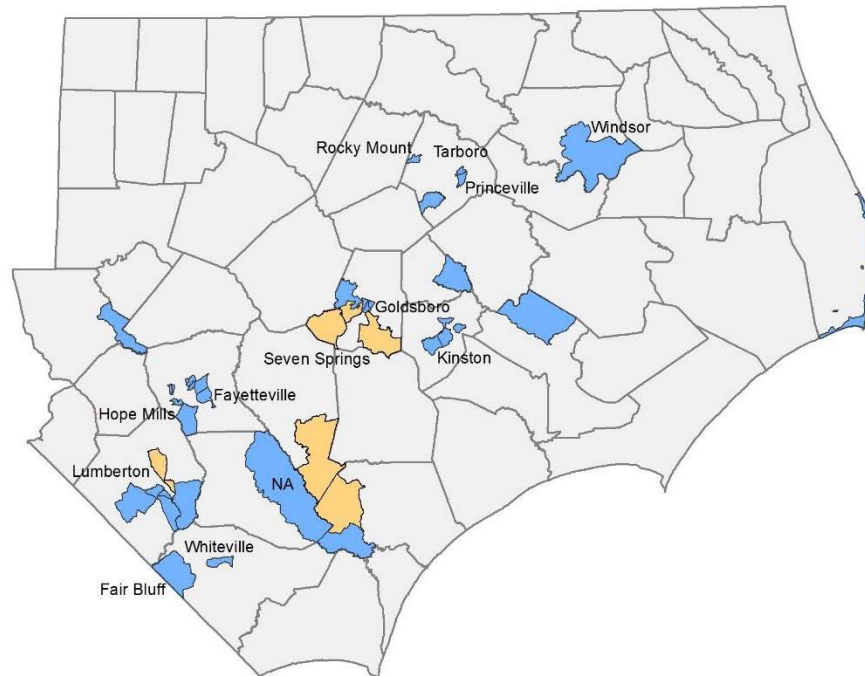 Windsor
Rocky Mount
Tarboro
Princeville
Goldsboro
Seven Springs
Kinston
Fayetteville
Hope Mills
Lumberton
NA
Whiteville
Fair Bluff